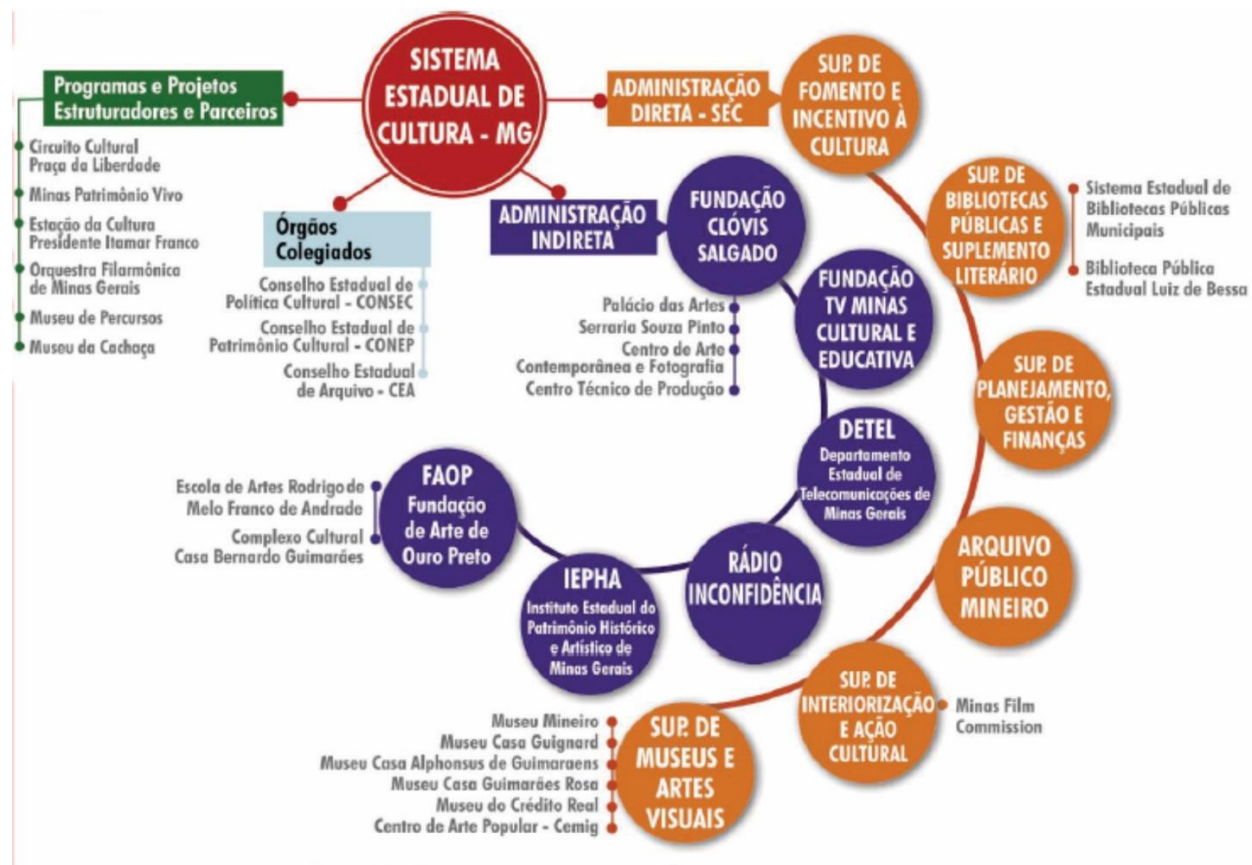 SISTEMA
ESTADUAL DE
CULTURA - MG
Programas e Projetos
Estruturadores e Parceiros
Circuito Cultural
Praça da Liberdade
Minas Patrimônio Vivo
Estação da Cultura
Presidente Itamar Franco
Orquestra Filarmônica
de Minas Gerais
Museu de Percursos
Museu da Cachaça
Órgãos
Colegiados
Conselho Estadual de
Política Cultural - CONSEC
Conselho Estadual de
Patrimônio Cultural - CONEP
Conselho Estadual
de Arquivo - CEA
ADMINISTRAÇÃO
INDIRETA
FUNDAÇÃO
CLÓVIS
SALGADO
Palácio das Artes
Serraria Souza Pinto
Centro de Arte
Contemporânea e Fotografia
Centro Técnico de Produção
FUNDAÇÃO
TV MINAS
CULTURAL E
EDUCATIVA
DETEL
Departamento
Estadual de
Telecomunicações de
Minas Gerais
RÁDIO
INCONFIDÊNCIA
IEPHA
Instituto Estadual do
Patrimônio Histórico
e Artístico de
Minas Gerais
FAOP
Fundação
de Arte de
Ouro Preto
Escola de Artes Rodrigo de
Melo Franco de Andrade
Complexo Cultural
Casa Bernardo Guimarães
ADMINISTRAÇÃO
DIRETA - SEC
SUP. DE
FOMENTO E
INCENTIVO À
CULTURA
SUP. DE
BIBLIOTECAS
PÚBLICAS E
SUPLEMENTO
LITERÁRIO
Sistema Estadual de
Bibliotecas Públicas
Municipais
Biblioteca Pública
Estadual Luiz de Bessa
SUP. DE
PLANEJAMENTO,
GESTÃO E
FINANÇAS
ARQUIVO
PÚBLICO
MINEIRO
SUP. DE
INTERIORIZAÇÃO
E AÇÃO
CULTURAL
Minas Film
Commission
SUP. DE
MUSEUS E
ARTES
VISUAIS
Museu Mineiro
Museu Casa Guignard
Museu Casa Alphonsus de Guimaraens
Museu Casa Guimarães Rosa
Museu do Crédito Real
Centro de Arte Popular - Cemig